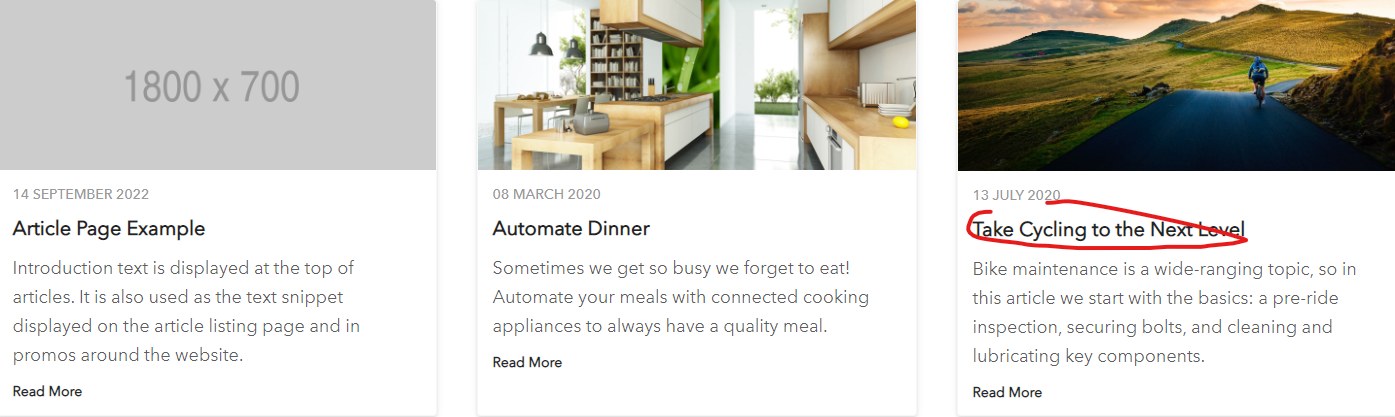 1800 x 700
14 SEPTEMBER 2022
Article Page Example
Introduction text is displayed at the top of
articles. It is also used as the text snippet
displayed on the article listing page and in
promos around the website.
Read More
08 MARCH 2020
Automate Dinner
Sometimes we get so busy we forget to eat!
Automate your meals with connected cooking
appliances to always have a quality meal.
Read More
13 JULY 2020
Take Cycling to the Next Level
Bike maintenance is a wide-ranging topic, so in
this article we start with the basics: a pre-ride
inspection, securing bolts, and cleaning and
lubricating key components.
Read More